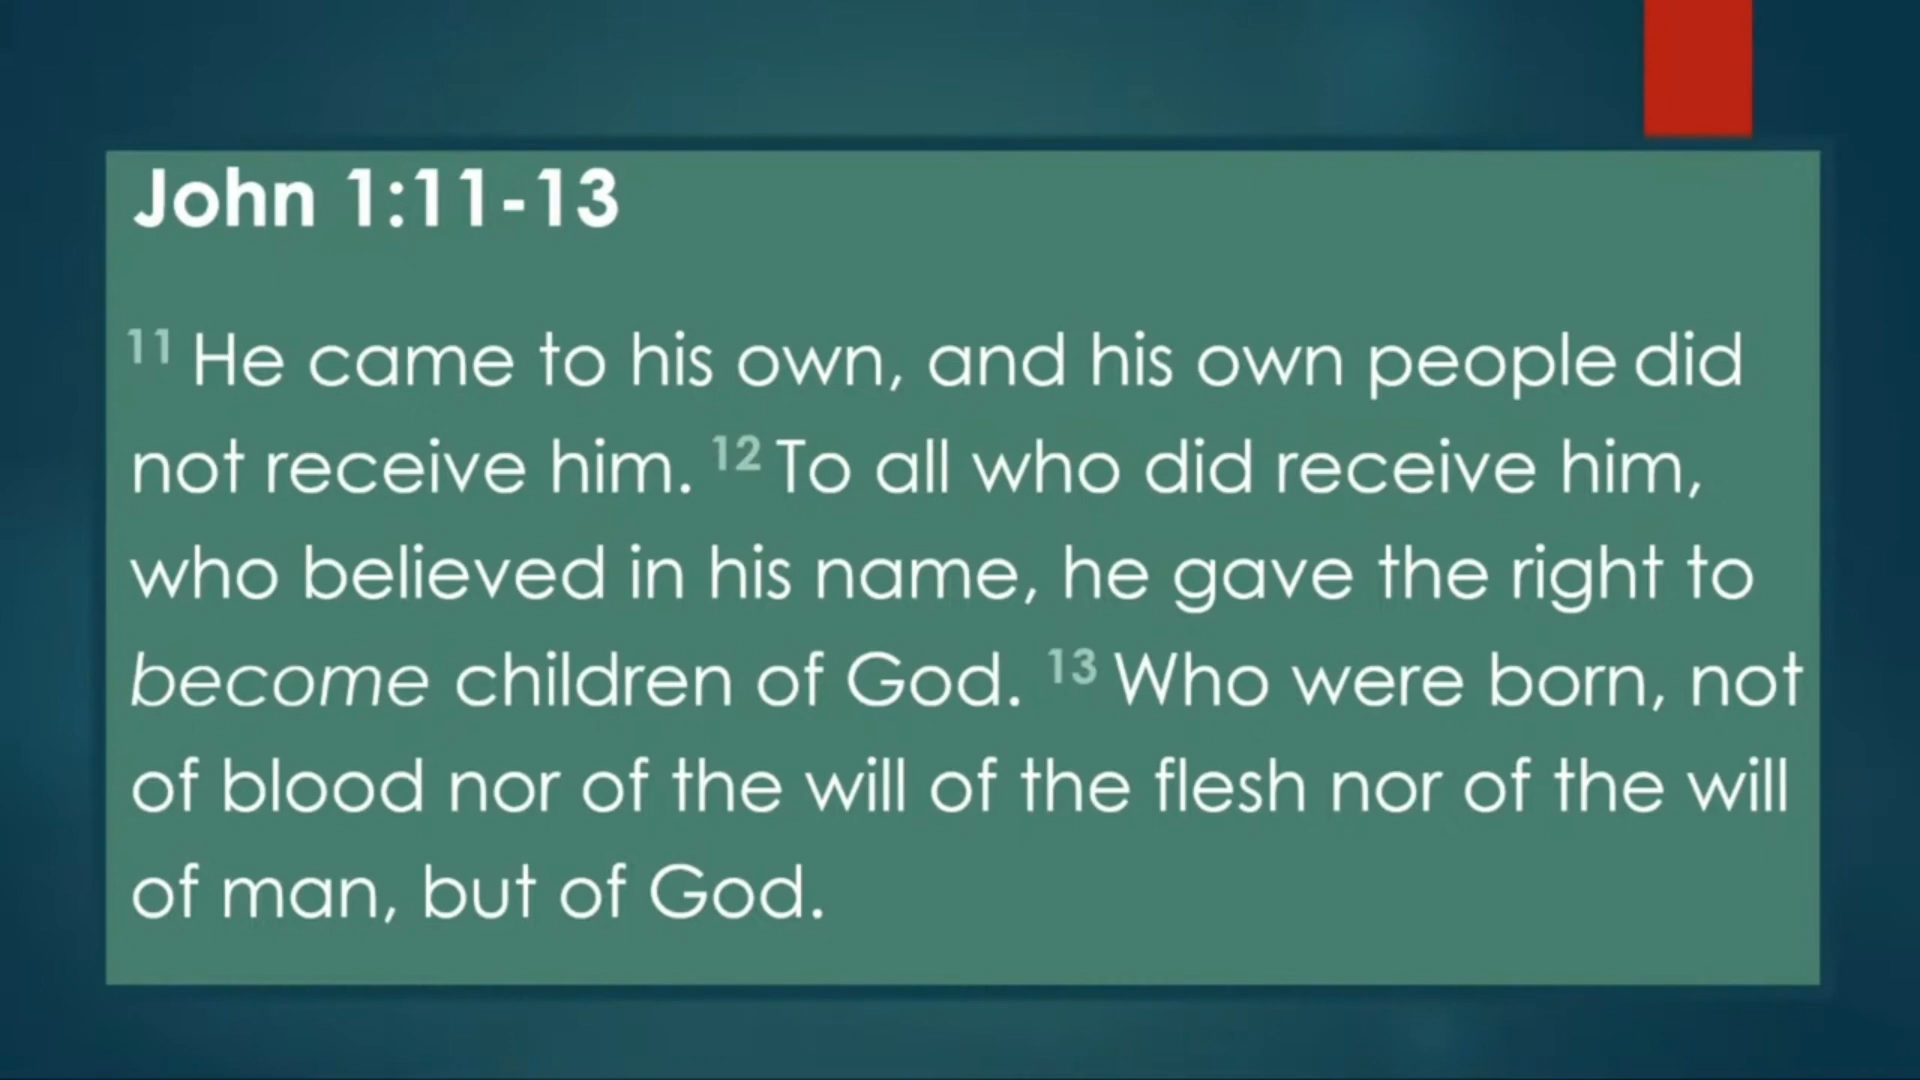 John 1:11-13
11 He came to his own, and his own people did
not receive him. 12 To all who did receive him,
who believed in his name, he gave the right to
become children of God. 13 Who were born, not
of blood nor of the will of the flesh nor of the will
of man, but of God.